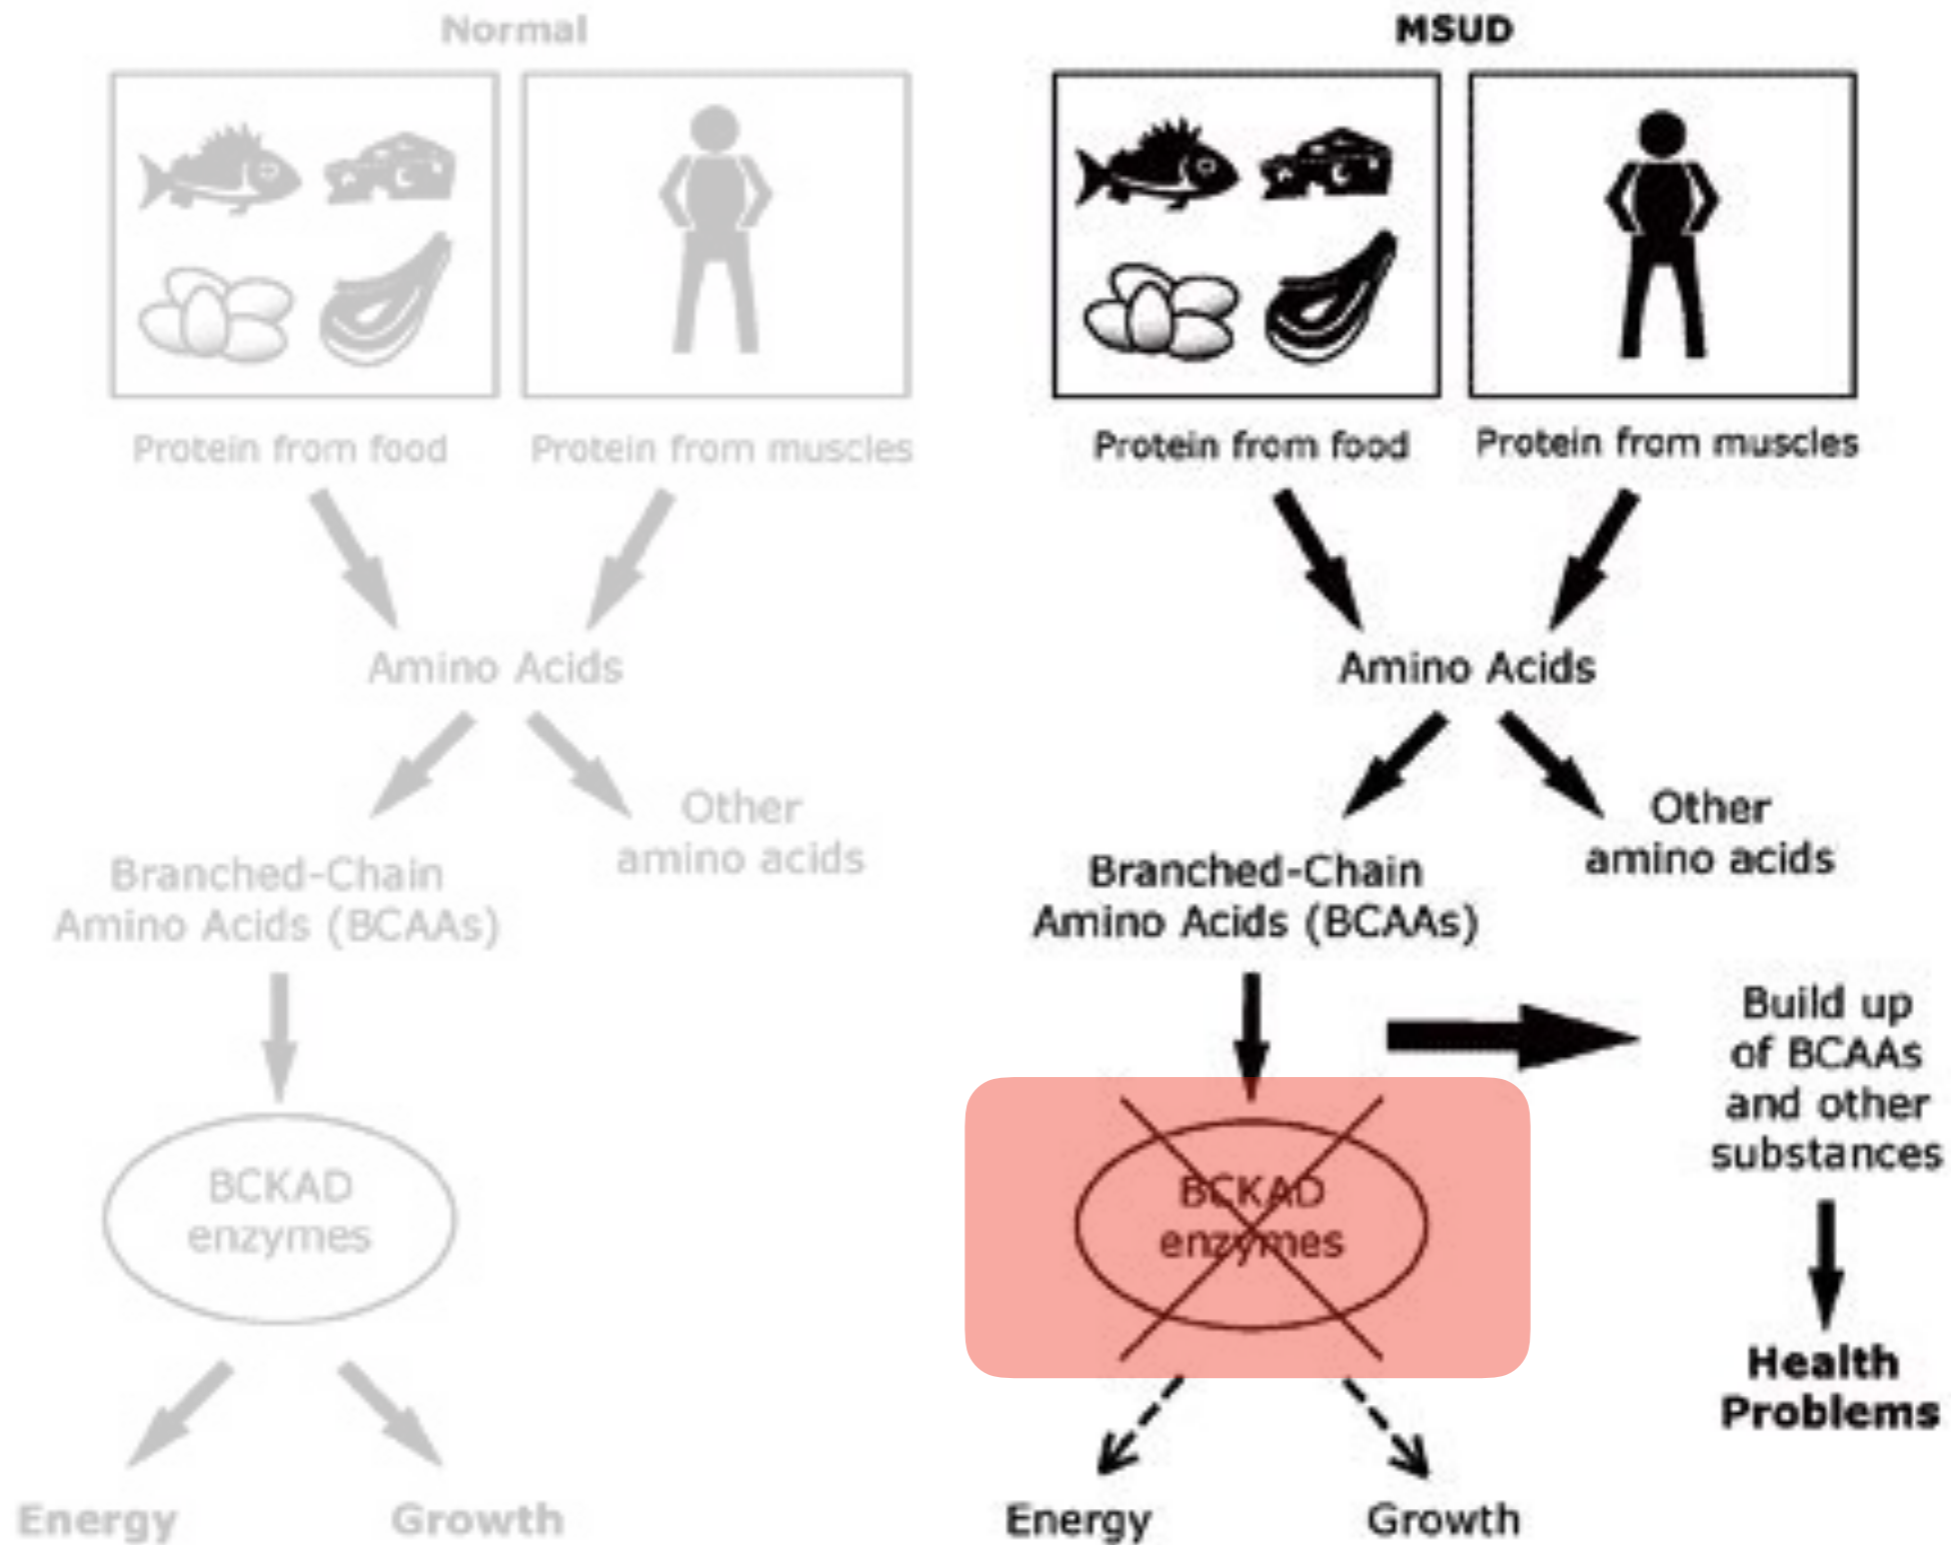 Normal
Protein from food
Protein from muscles
Amino Acids
Other
amino acids
Branched-Chain
Amino Acids (BCAAs)
BCKAD
enzymes
Energy
Growth
MSUD
Protein from food
Protein from muscles
Amino Acids
Other
amino acids
Branched-Chain
Amino Acids (BCAAs)
Build up
of BCAAs
and other
substances
BCKAD
enzymes
Health
Problems
Energy
Growth